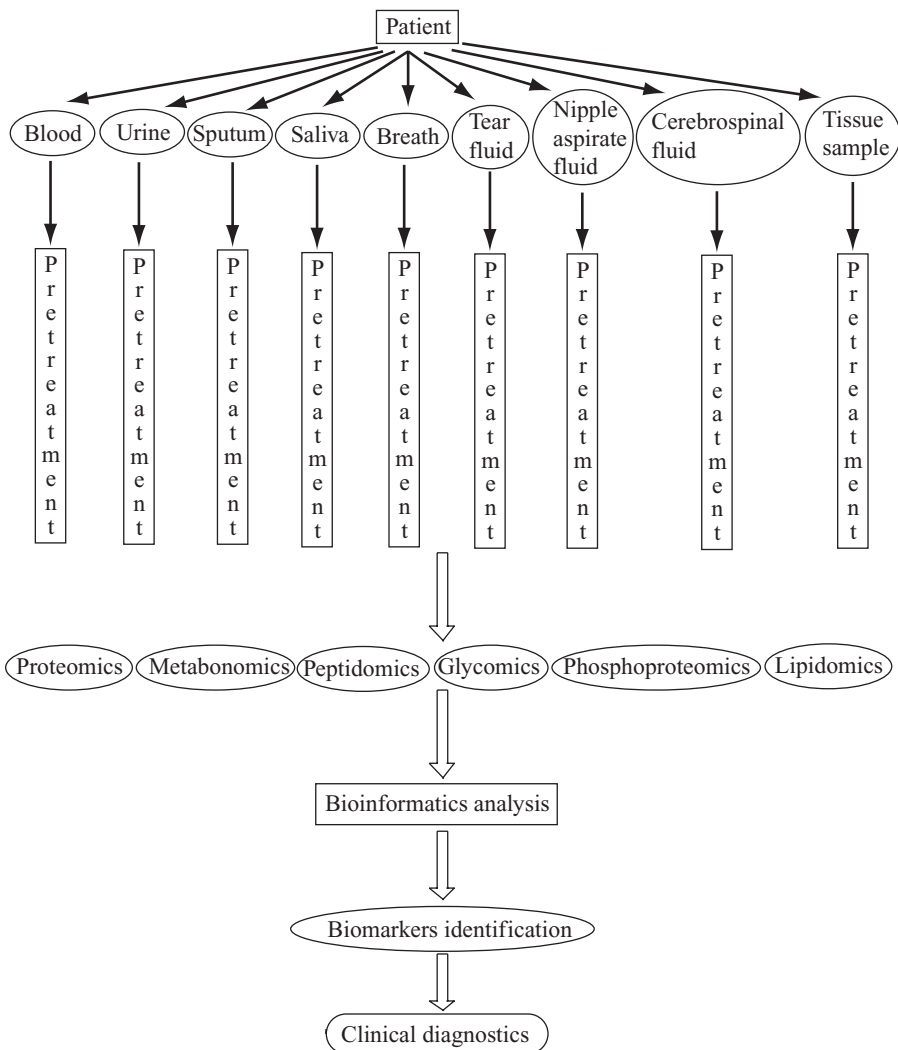 Patient
Blood
Urine
Sputum
Saliva
Breath
Tear
fluid
Nipple
aspirate
fluid
Cerebrospinal
fluid
Tissue
sample
Pretreatment
Pretreatment
Pretreatment
Pretreatment
Pretreatment
Pretreatment
Pretreatment
Pretreatment
Pretreatment
Proteomics
Metabonomics
Peptidomics
Glycomics
Phosphoproteomics
Lipidomics
Bioinformatics analysis
Biomarkers identification
Clinical diagnostics